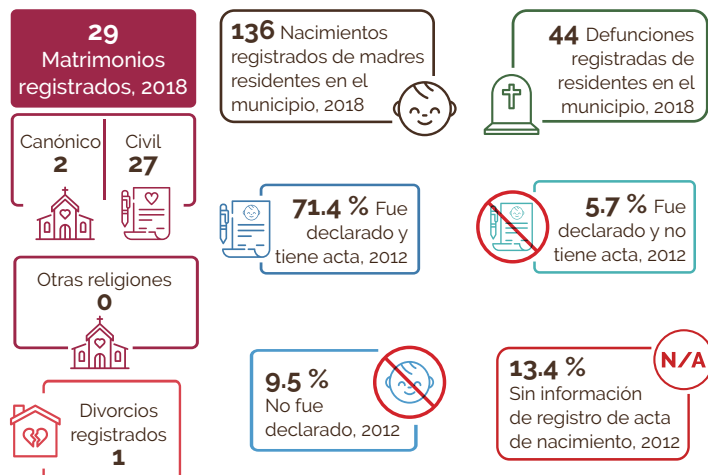 29
Matrimonios
registrados, 2018
Canónico
2
Civil
27
Otras religiones
0
Divorcios
registrados
1
136 Nacimientos
registrados de madres
residentes en el
municipio, 2018
44 Defunciones
registradas de
residentes en el
municipio, 2018
71.4 % Fue
declarado y
tiene acta, 2012
5.7 % Fue
declarado y no
tiene acta, 2012
9.5 %
No fue
declarado, 2012
N/A
13.4 %
Sin información
de registro de acta
de nacimiento, 2012